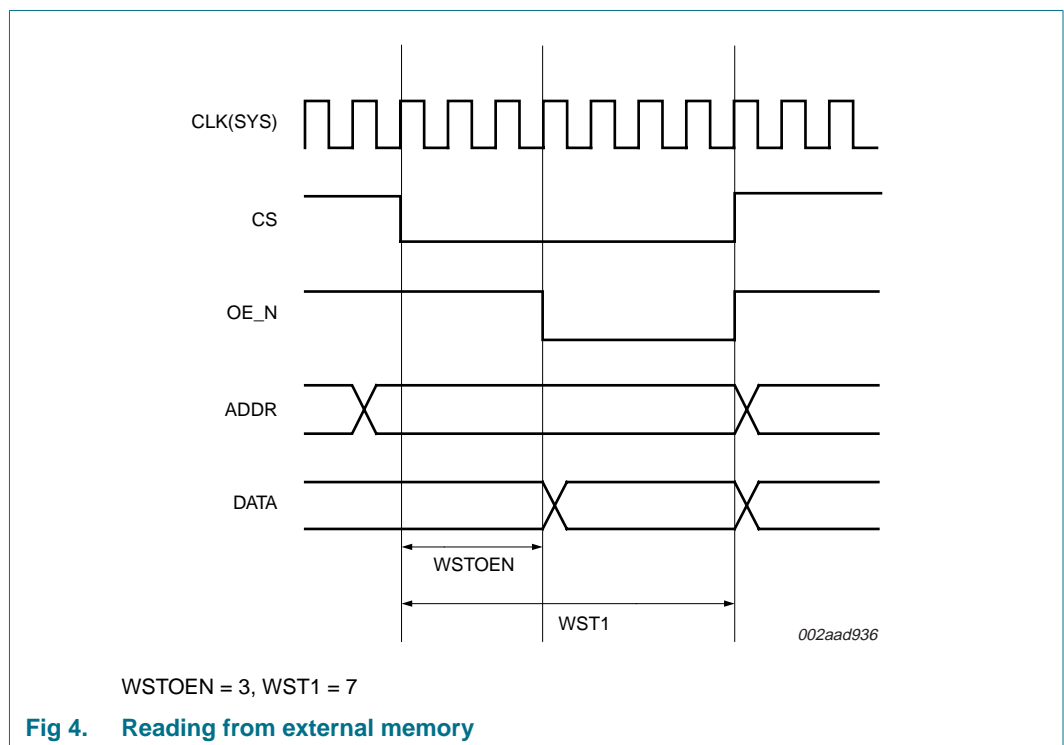 CLK(SYS)
CS
OE_N
ADDR
DATA
WSTOEN
WST1
002aad936
WSTOEN = 3, WST1 = 7
Fig 4. Reading from external memory